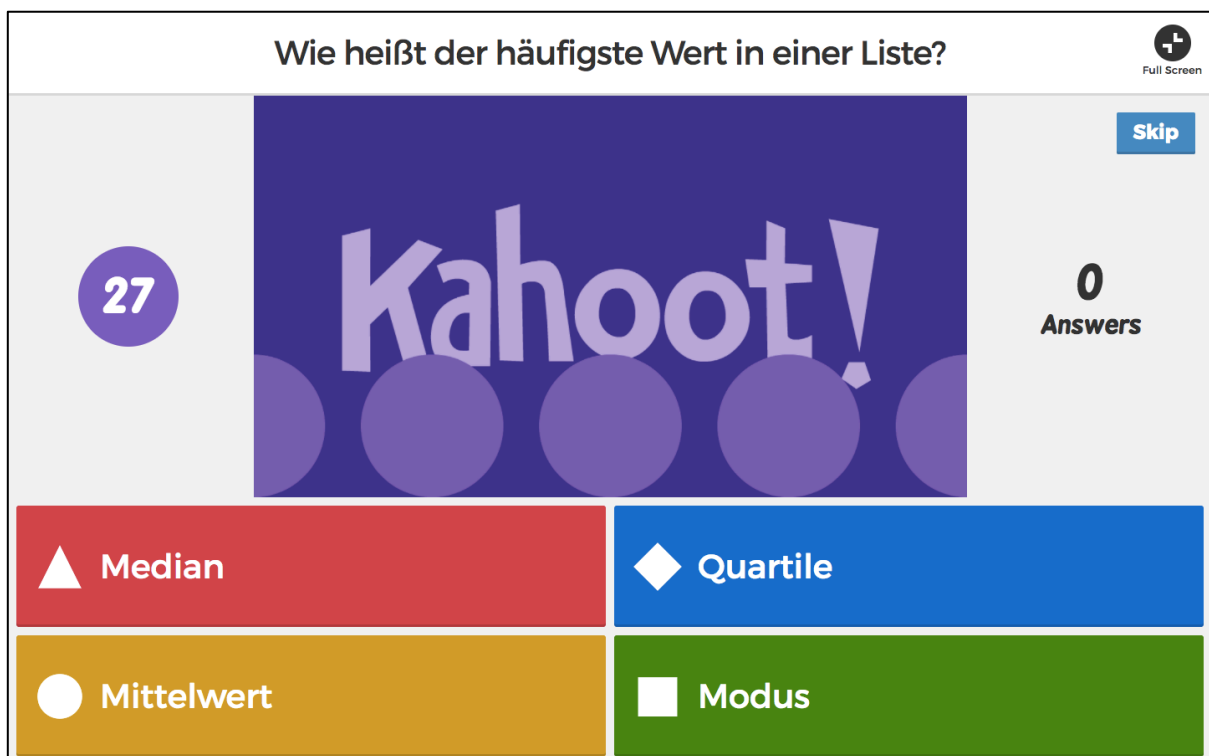 Wie heißt der häufigste Wert in einer Liste?
Full Screen
Skip
27
Kahoot!
0
Answers
Median
Quartile
Mittelwert
Modus